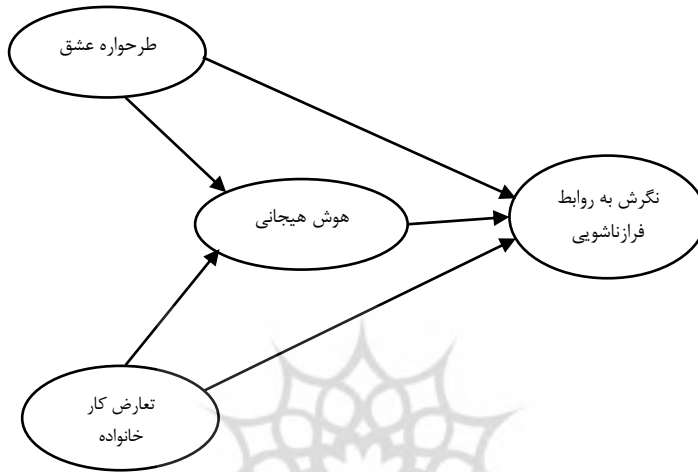 طرحواره عشق
نگرش به روابط
فرازناشویی
هوش هیجانی
تعارض کار
خانواده